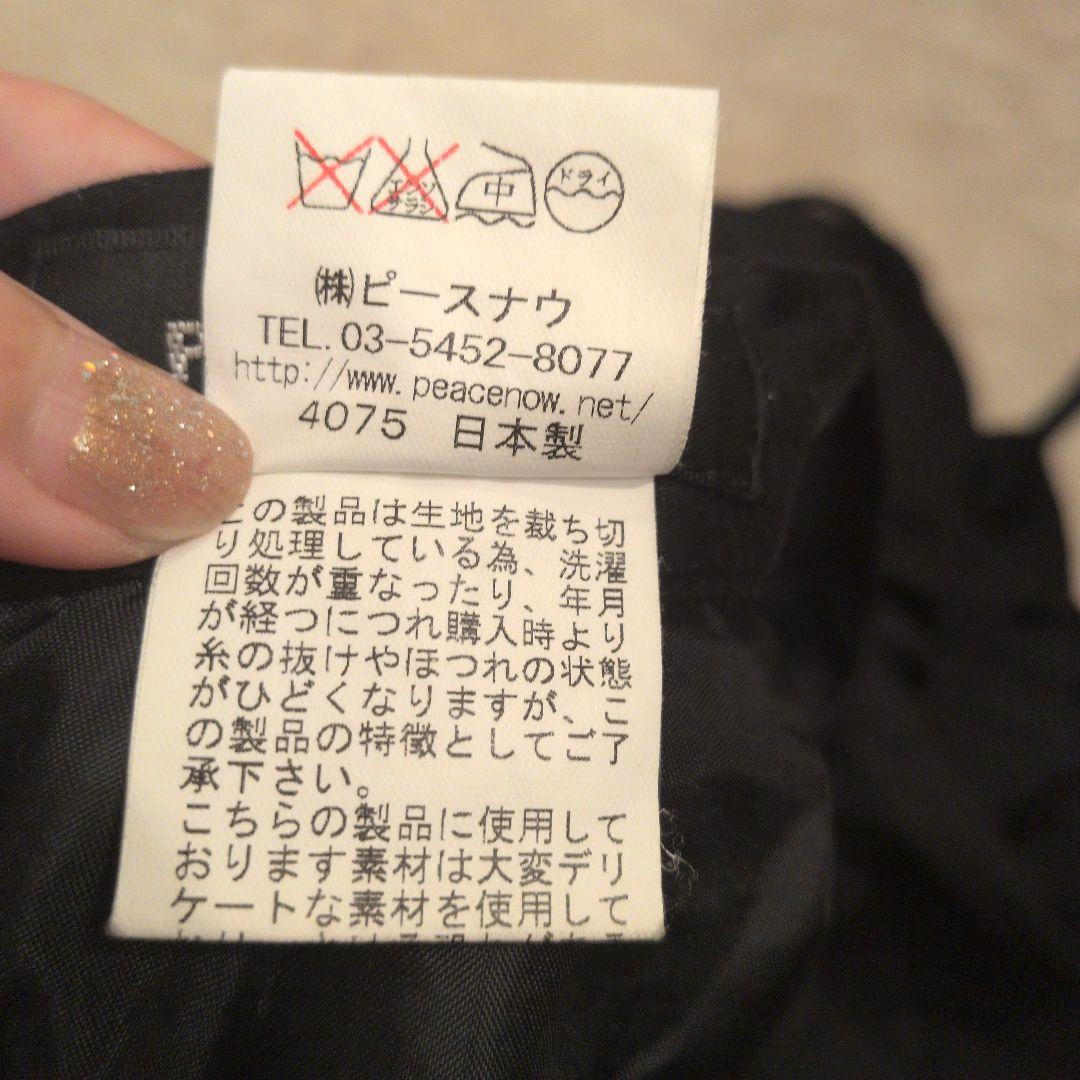 エンソ
サラシ
中
ドライ
㈱ピースナウ
TEL. 03-5452-8077
http://www.peacenow.net/
4075 日本製
この製品は生地を裁ち切
り処理している為、洗濯
回数が重なったり、年月
が経つにつれ購入時より
糸の抜けやほつれの状態
がひどくなりますが、こ
の製品の特徴としてご了
承下さい。
こちらの製品に使用して
おります素材は大変デリ
ケートな素材を使用して